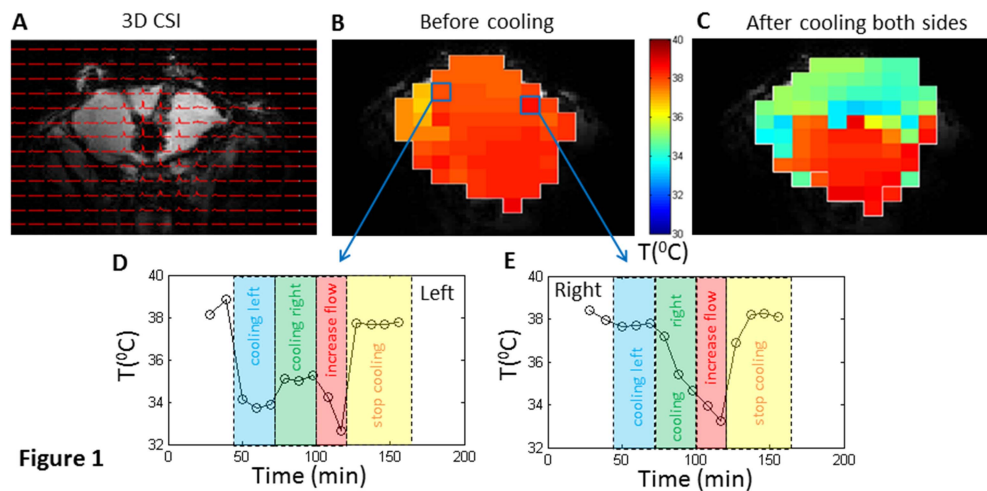 A
3D CSI
B
Before cooling
C
After cooling both sides
40
38
36
34
32
30
T(⁰C)
D
40
38
36
34
32
T(⁰C)
cooling left
cooling right
increase flow
stop cooling
Left
0
50
100
150
200
Time (min)
E
40
38
36
34
32
T(⁰C)
Right
cooling left
cooling right
increase flow
stop cooling
0
50
100
150
200
Time (min)
Figure 1